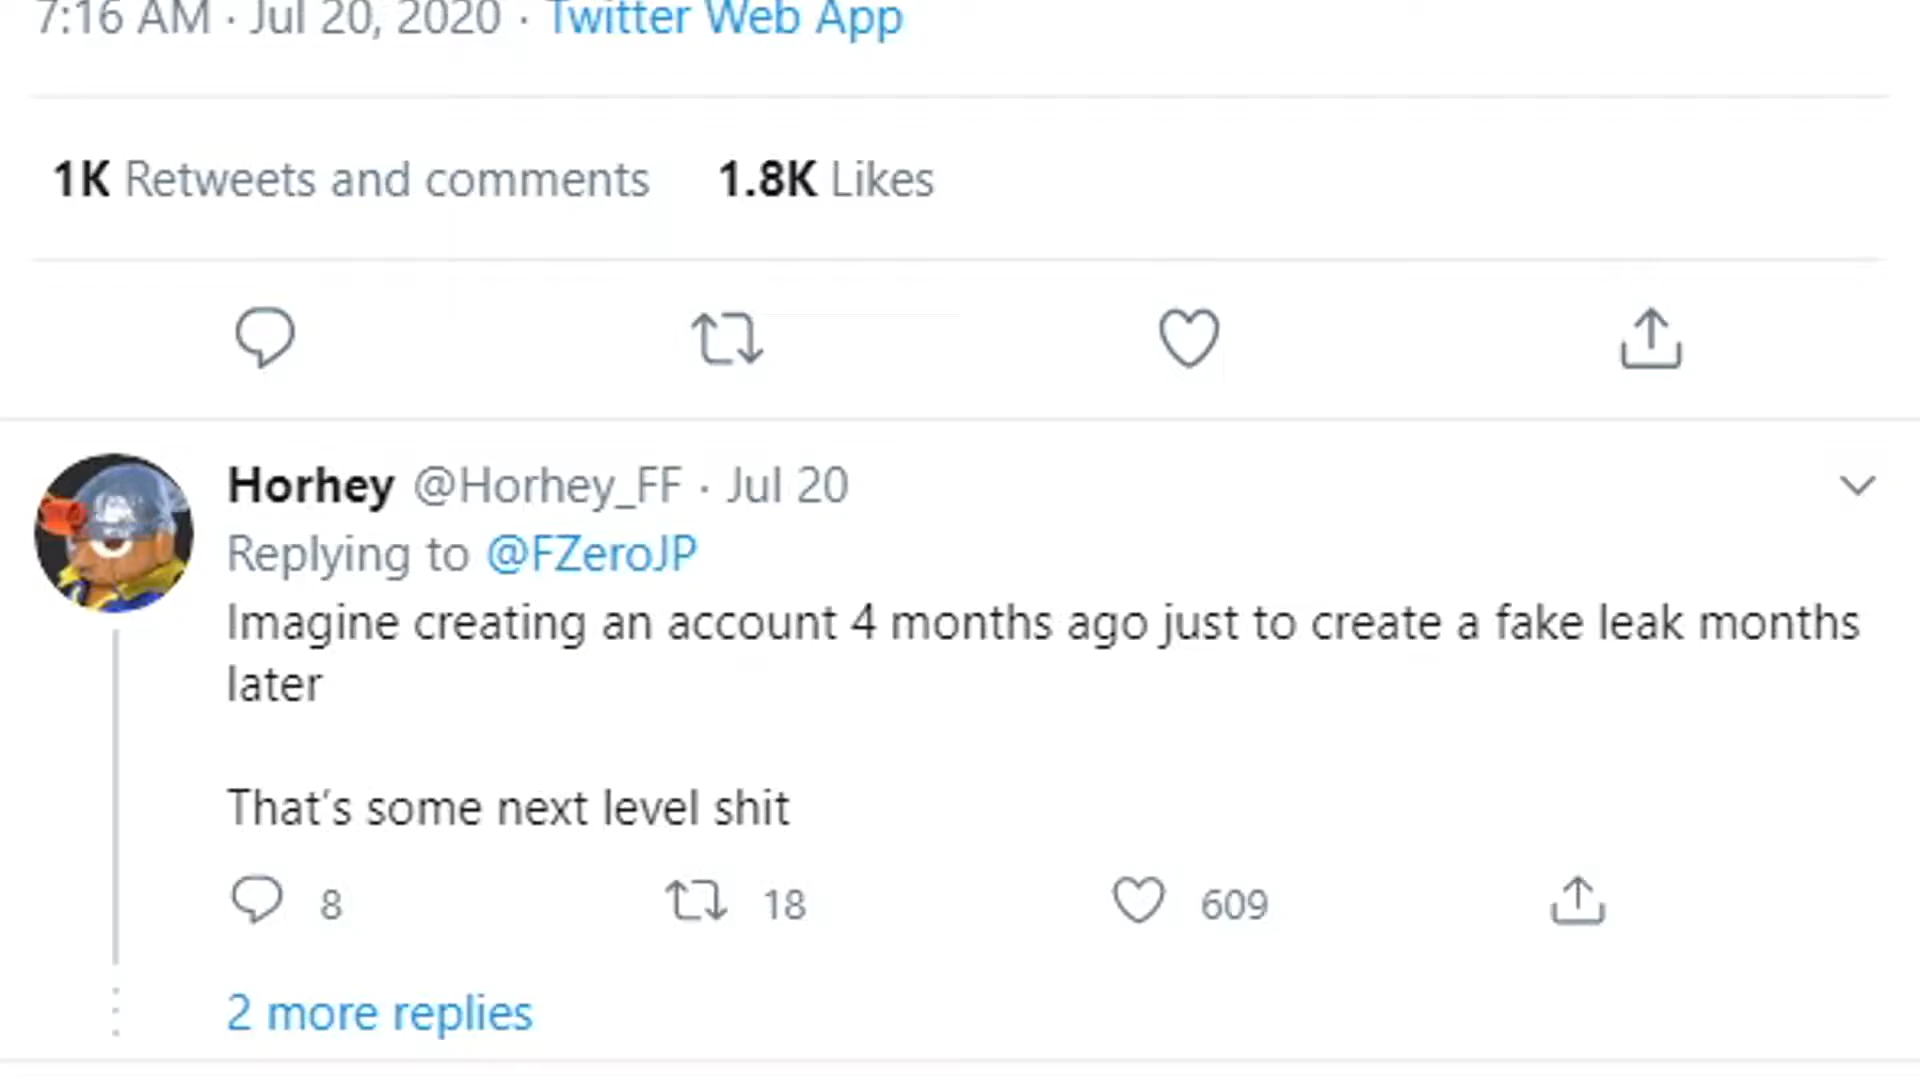 7:16 AM · Jul 20, 2020 · Twitter Web App
1K Retweets and comments 1.8K Likes
Horhey @Horhey_FF · Jul 20
Replying to @FZeroJP
Imagine creating an account 4 months ago just to create a fake leak months
later
That's some next level shit
8 18 609
2 more replies